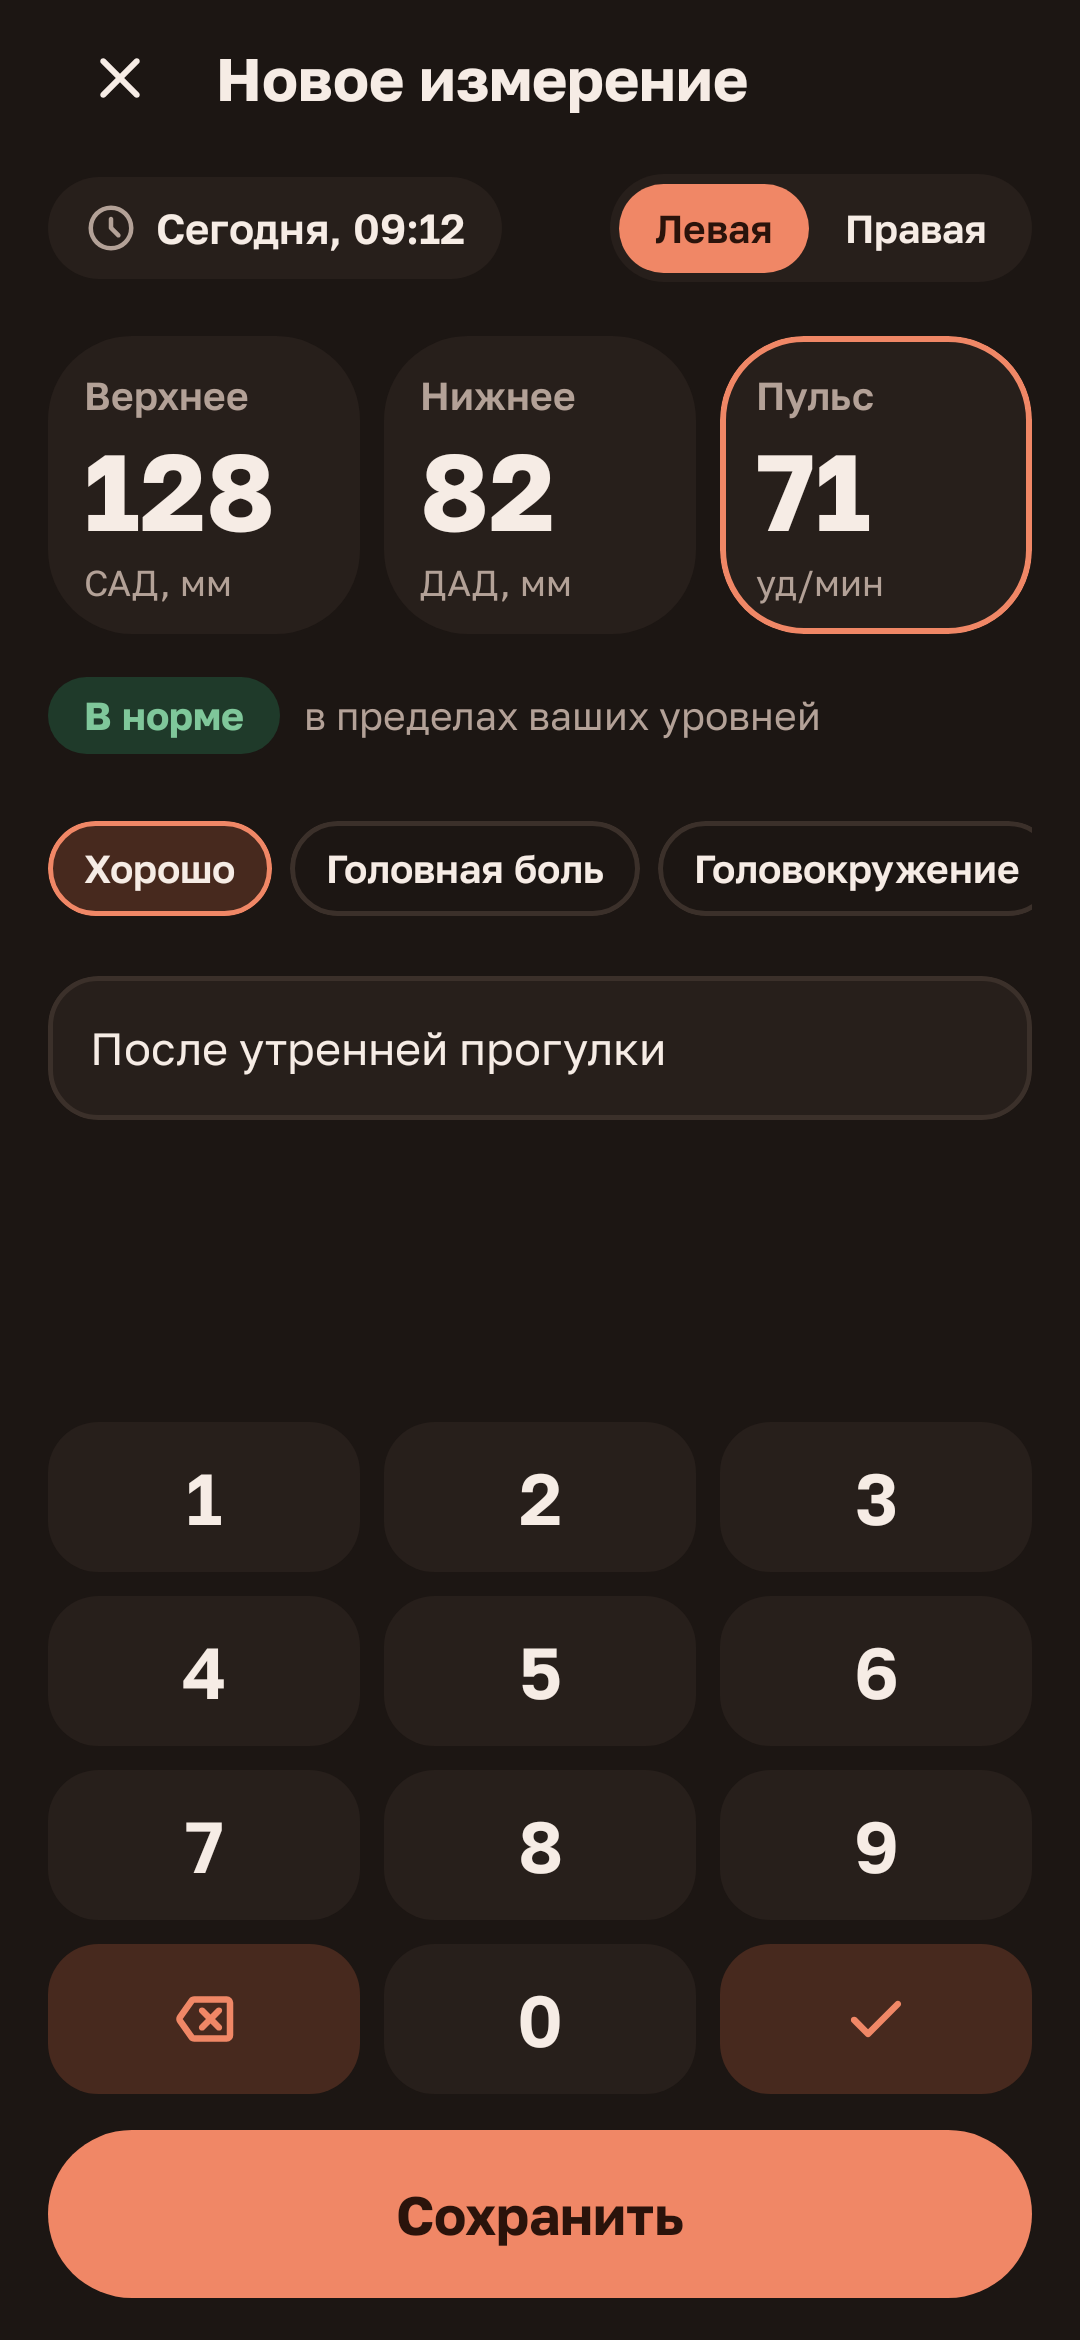 Новое измерение
Сегодня, 09:12
Левая Правая
Верхнее Нижнее Пульс
128 82 71
САД, мм ДАД, мм уд/мин
В норме в пределах ваших уровней
Хорошо Головная боль Головокружение
После утренней прогулки
1 2 3
4 5 6
7 8 9
0
Сохранить